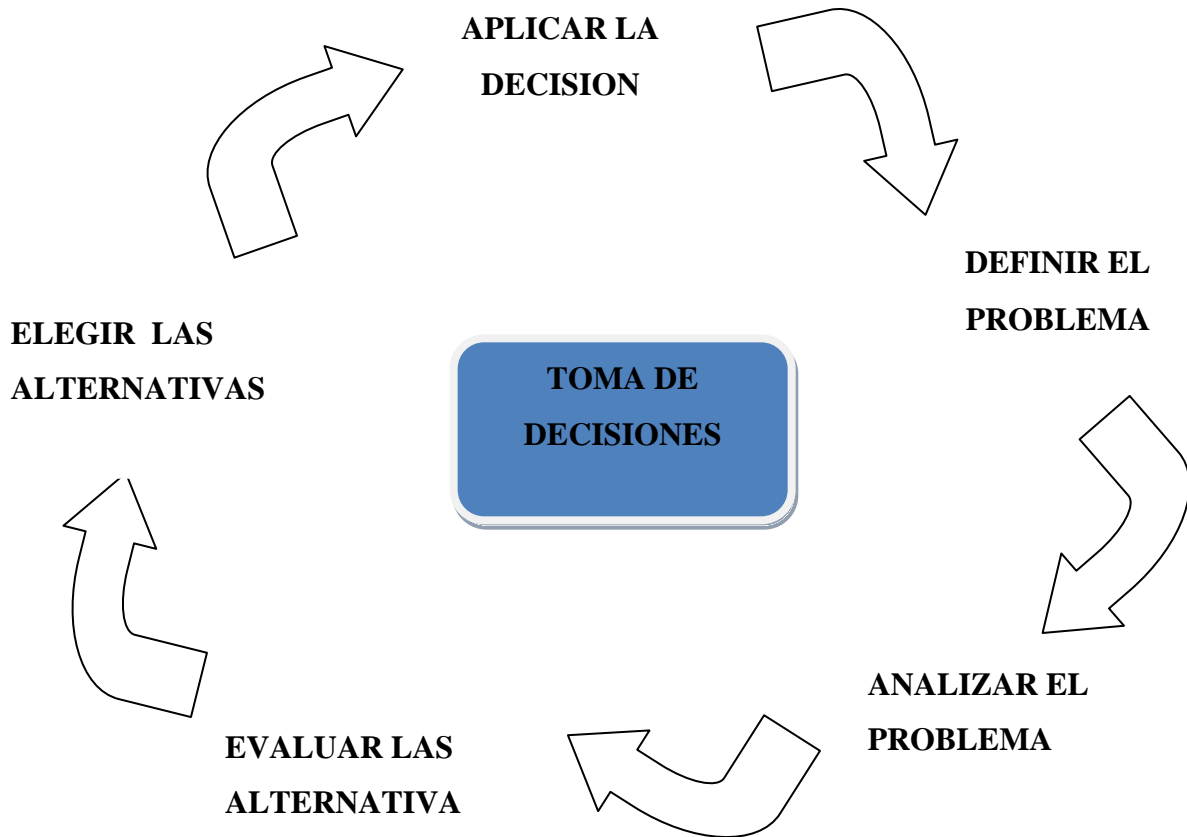 APLICAR LA
DECISION
DEFINIR EL
PROBLEMA
ELEGIR LAS
ALTERNATIVAS
TOMA DE
DECISIONES
ANALIZAR EL
PROBLEMA
EVALUAR LAS
ALTERNATIVA